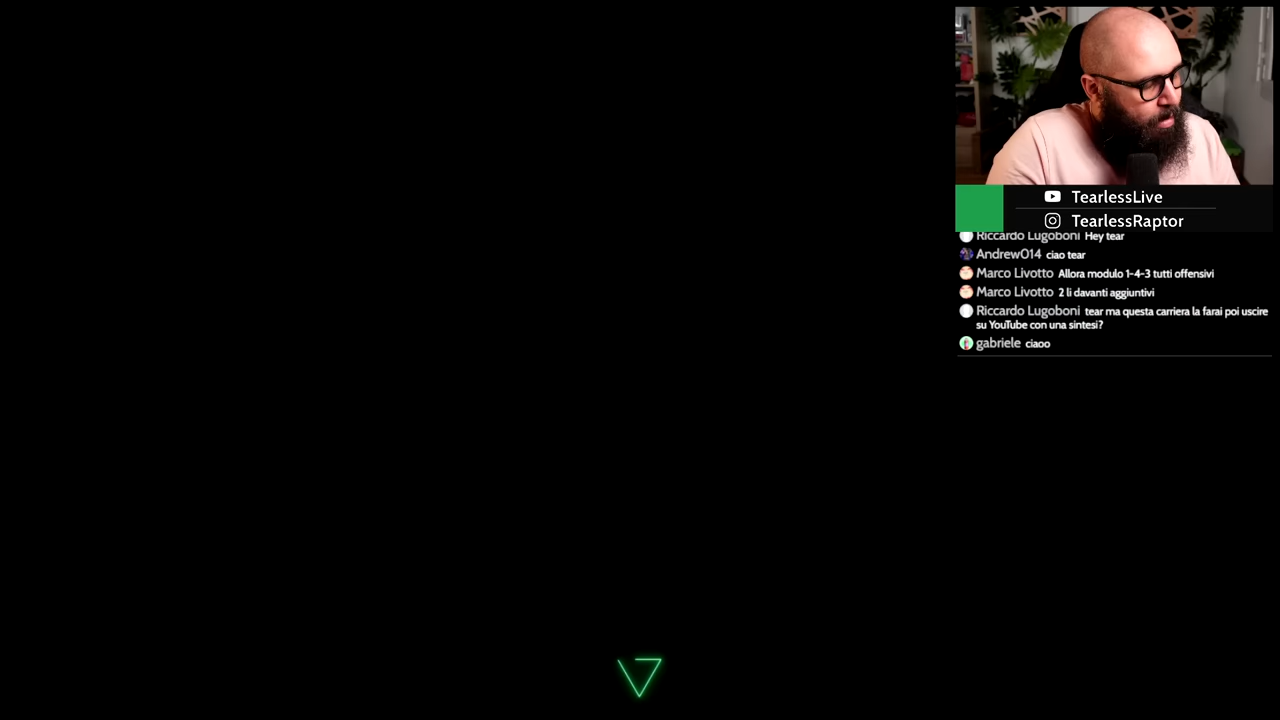 TearlessLive
TearlessRaptor
Riccardo Lugoboni Hey tear
Andrew014 ciao tear
Marco Livotto Allora modulo 1-4-3 tutti offensivi
Marco Livotto 2 li davanti aggiuntivi
Riccardo Lugoboni tear ma questa carriera la farai poi uscire
su YouTube con una sintesi?
gabriele ciaoo